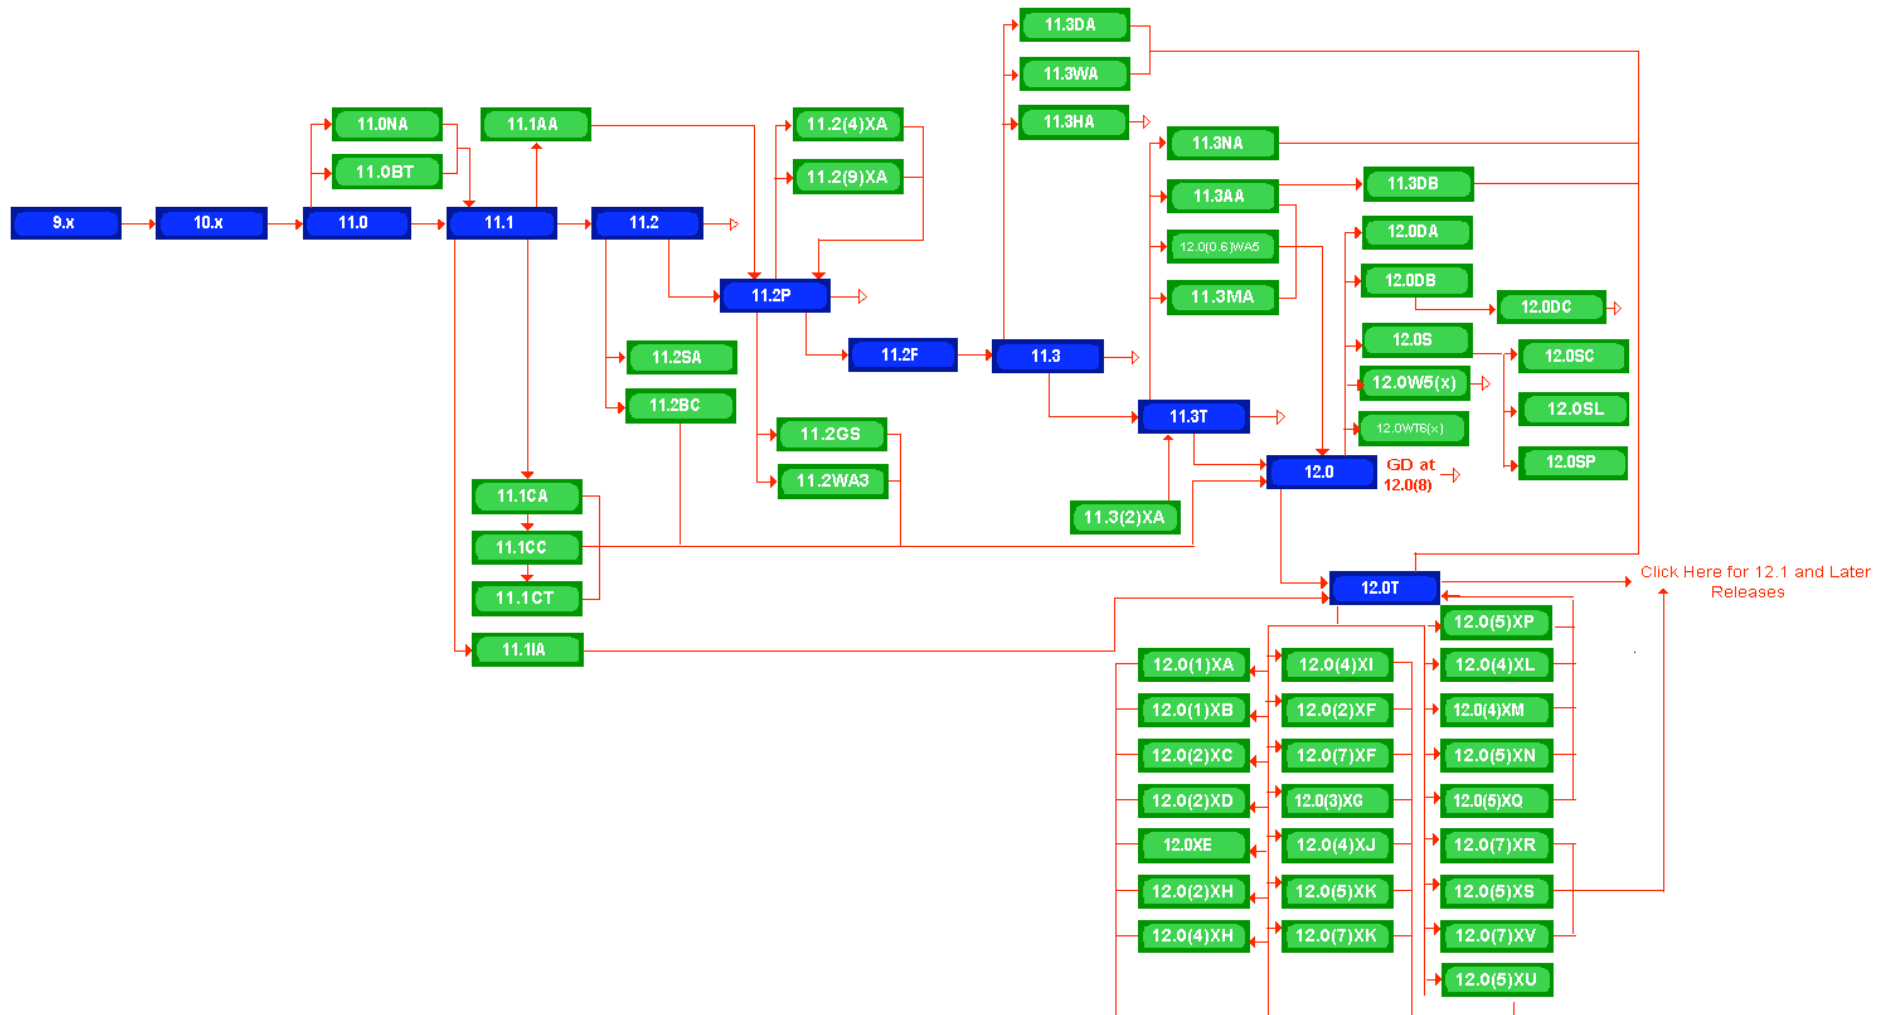 11.3DA
11.3WA
11.0NA
11.1AA
11.2(4)XA
11.3HA
11.3NA
11.0BT
11.2(9)XA
11.3AA
11.3DB
9.x
10.x
11.0
11.1
11.2
12.0DA
12.0(0.6)WA5
11.2P
11.3MA
12.0DB
12.0DC
11.2SA
11.2F
11.3
12.0S
12.0SC
12.0W5(x)
11.2BC
11.3T
12.0SL
11.2GS
12.0WT6(x)
11.2WA3
12.0
GD at
12.0(8)
12.0SP
11.1CA
11.3(2)XA
11.1CC
11.1CT
12.0T
Click Here for 12.1 and Later
Releases
11.1IA
12.0(5)XP
12.0(1)XA
12.0(4)XI
12.0(4)XL
12.0(1)XB
12.0(2)XF
12.0(4)XM
12.0(2)XC
12.0(7)XF
12.0(5)XN
12.0(2)XD
12.0(3)XG
12.0(5)XQ
12.0XE
12.0(4)XJ
12.0(7)XR
12.0(2)XH
12.0(5)XK
12.0(5)XS
12.0(4)XH
12.0(7)XK
12.0(7)XV
12.0(5)XU